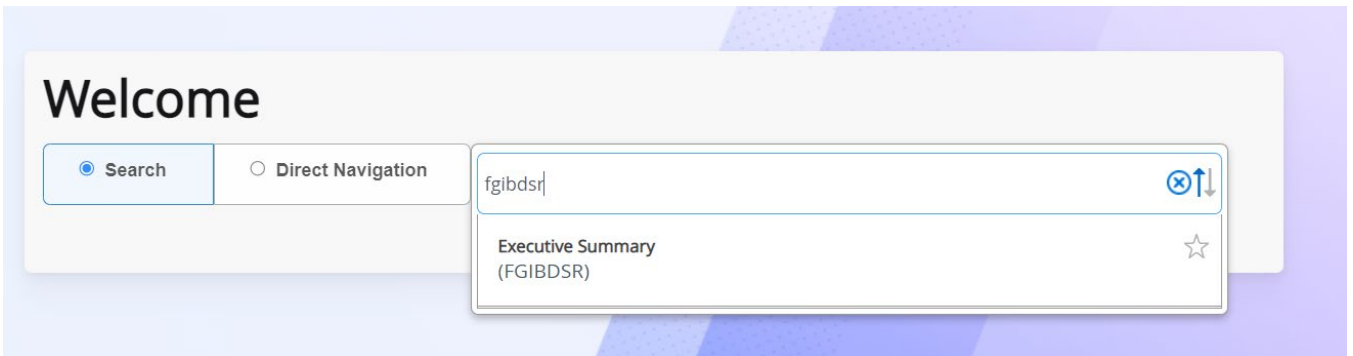 Welcome
Search
Direct Navigation
fgibdsr
Executive Summary
(FGIBDSR)